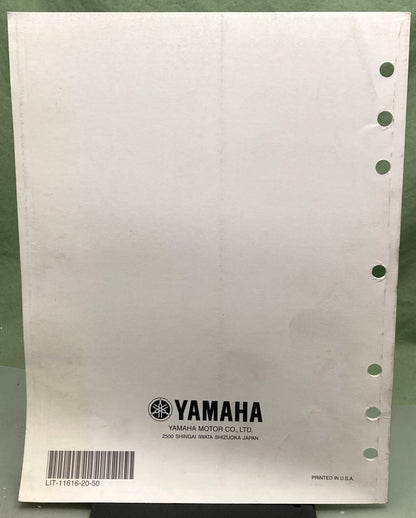 YAMAHA
YAMAHA MOTOR CO., LTD.
2500 SHINGAI IWATA SHIZUOKA JAPAN
LIT-11616-20-50
PRINTED IN U.S.A.